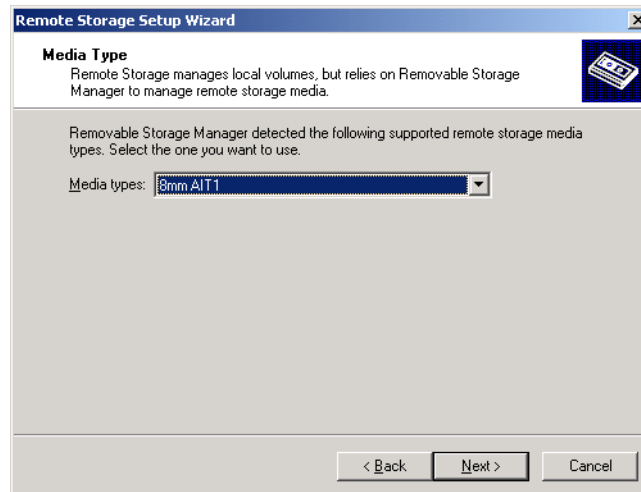 Remote Storage Setup Wizard
Media Type
Remote Storage manages local volumes, but relies on Removable Storage
Manager to manage remote storage media.
Removable Storage Manager detected the following supported remote storage media
types. Select the one you want to use.
Media types: 8mm AIT1
< Back Next > Cancel